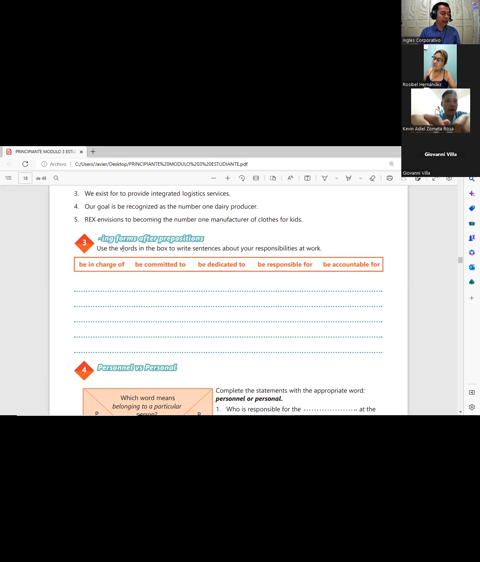 Ingles Corporativo
Rosibel Hernández
Kevin Adiel Zometa Rosa
Giovanni Villa
Giovanni Villa
PRINCIPIANTE MODULO 3 ESTU
Archivo C:/Users/Javier/Desktop/PRINCIPIANTE%20MODULO%203%20ESTUDIANTE.pdf
18 de 48
3. We exist for to provide integrated logistics services.
4. Our goal is be recognized as the number one dairy producer.
5. REX envisions to becoming the number one manufacturer of clothes for kids.
3 -ing forms after prepositions
Use the words in the box to write sentences about your responsibilities at work.
be in charge of be committed to be dedicated to be responsible for be accountable for
4 Personnel vs Personal
Which word means
belonging to a particular
person?
P R
Complete the statements with the appropriate word:
personnel or personal.
1. Who is responsible for the .................... at the